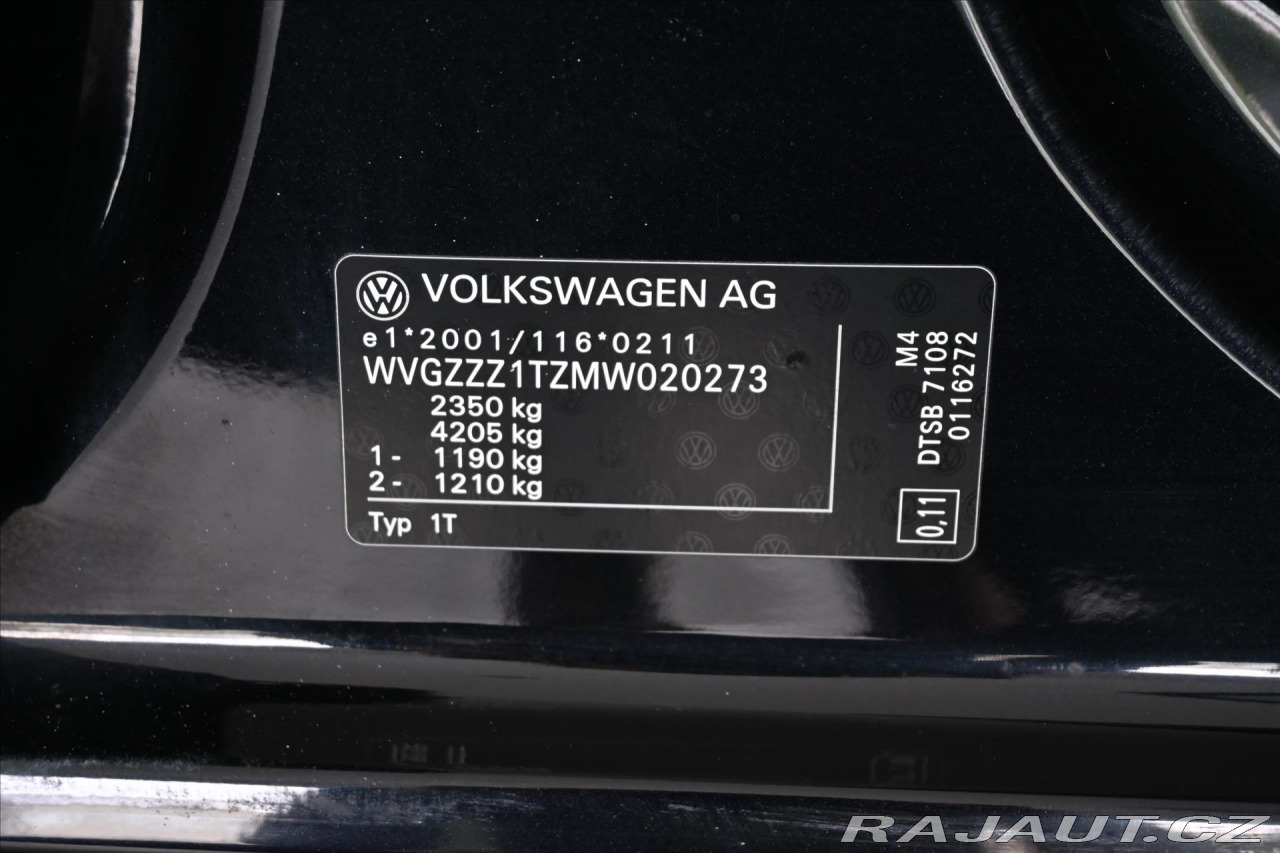 VOLKSWAGEN AG
e1*2001/116*0211
WVGZZZ1TZMW020273
2350 kg
4205 kg
1- 1190 kg
2- 1210 kg
Typ 1T
M4
DTSB 7108
0116272
0,11
RAJAUT.CZ